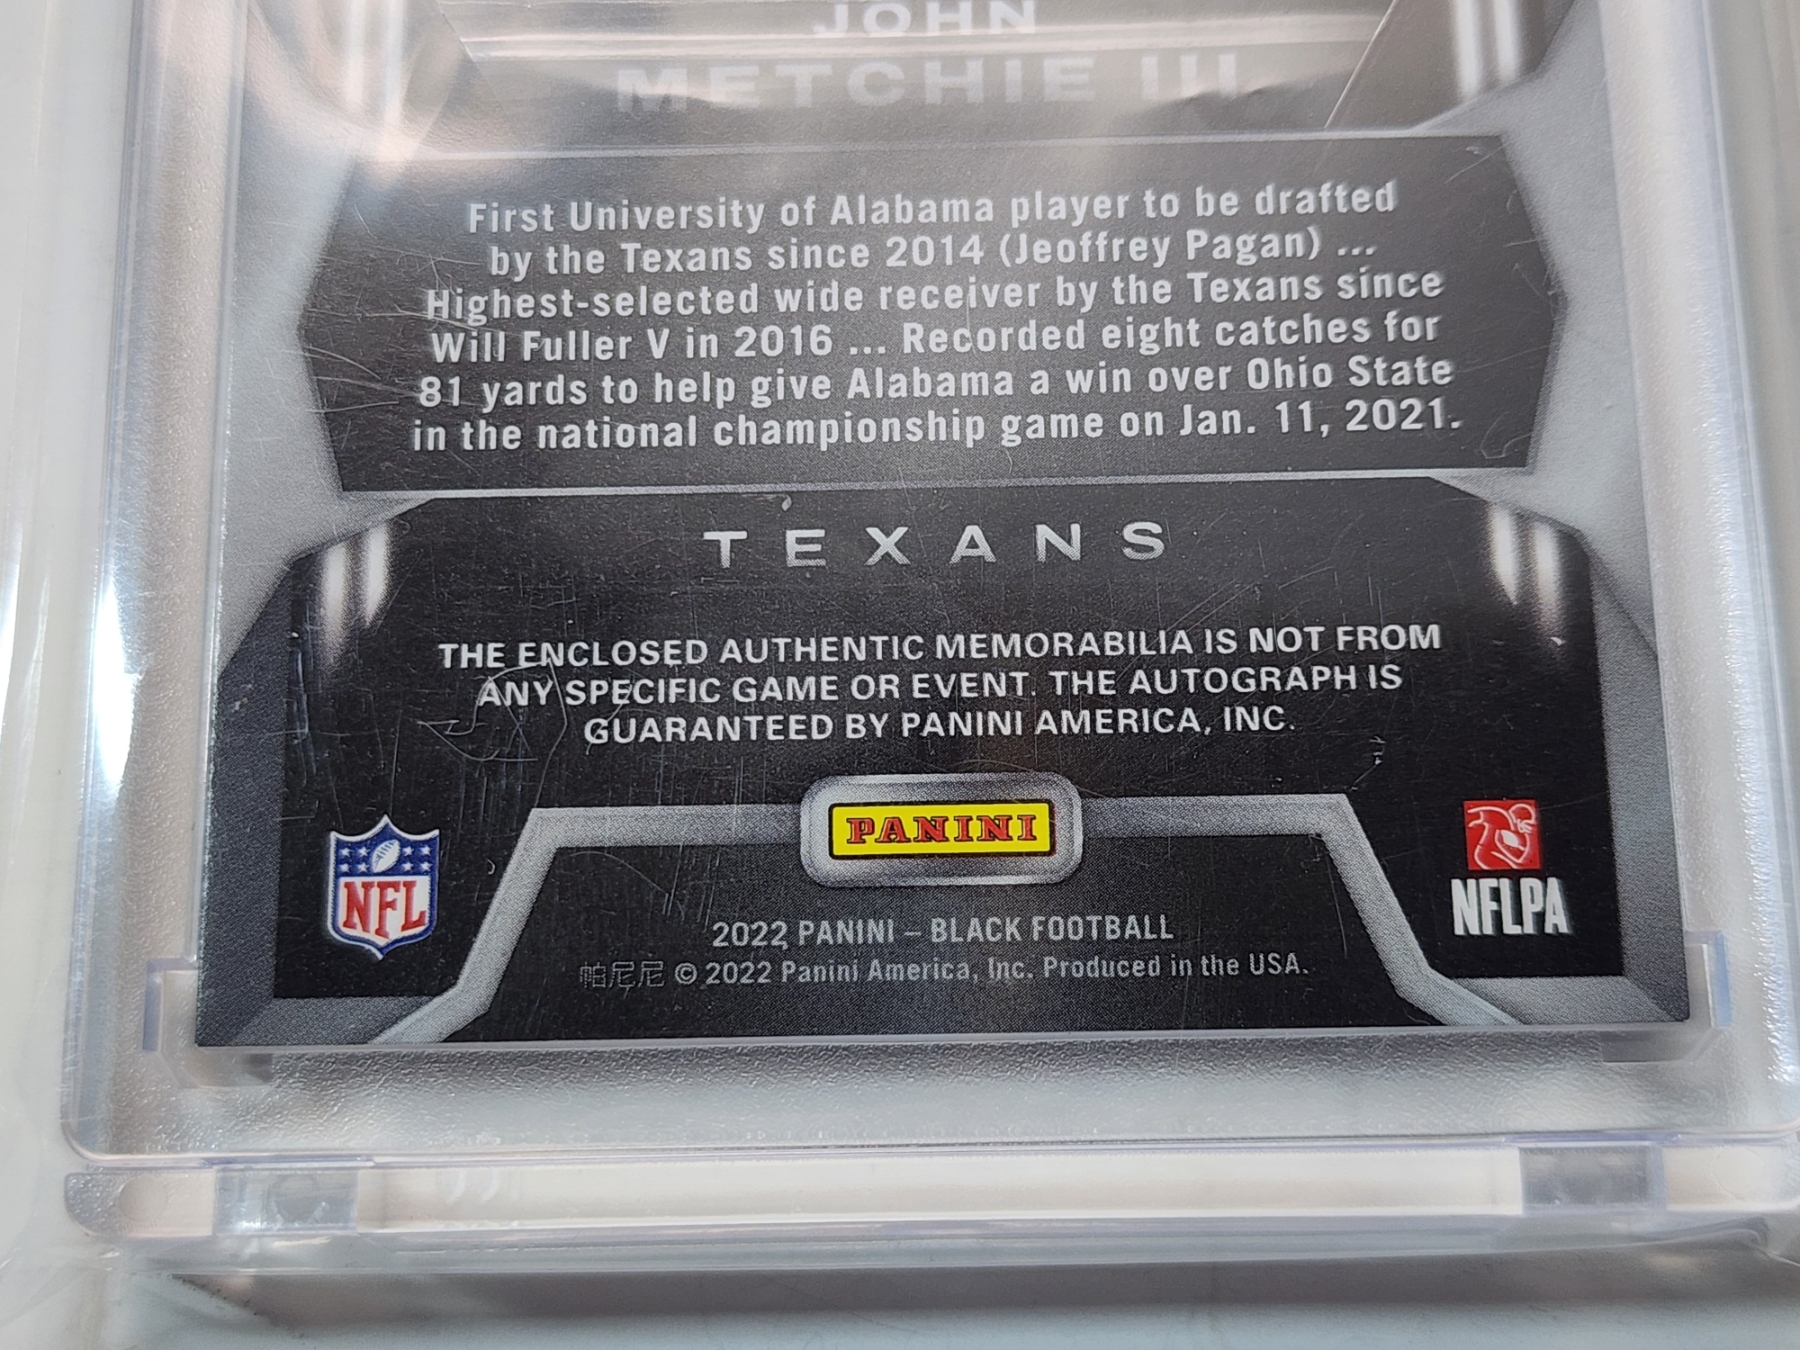 JOHN
METCHIE III
First University of Alabama player to be drafted
by the Texans since 2014 (Jeoffrey Pagan) ...
Highest-selected wide receiver by the Texans since
Will Fuller V in 2016 ... Recorded eight catches for
81 yards to help give Alabama a win over Ohio State
in the national championship game on Jan. 11, 2021.
TEXANS
THE ENCLOSED AUTHENTIC MEMORABILIA IS NOT FROM
ANY SPECIFIC GAME OR EVENT. THE AUTOGRAPH IS
GUARANTEED BY PANINI AMERICA, INC.
PANINI
NFL
NFLPA
2022 PANINI – BLACK FOOTBALL
帕尼尼 © 2022 Panini America, Inc. Produced in the USA.